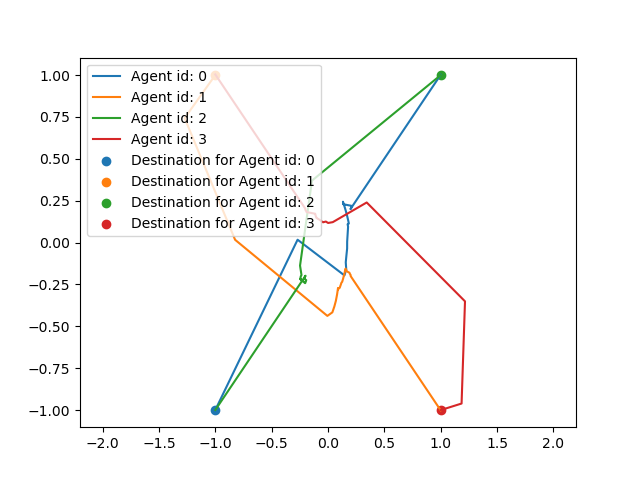 1.00
0.75
0.50
0.25
0.00
−0.25
−0.50
−0.75
−1.00
−2.0 −1.5 −1.0 −0.5 0.0 0.5 1.0 1.5 2.0
Agent id: 0
Agent id: 1
Agent id: 2
Agent id: 3
Destination for Agent id: 0
Destination for Agent id: 1
Destination for Agent id: 2
Destination for Agent id: 3